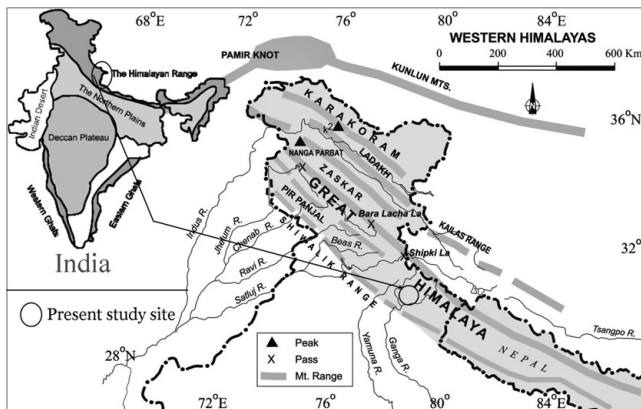 68°E
72°E
76°E
80°E
84°E
WESTERN HIMALAYAS
0
200
400
600 Km
PAMIR KNOT
KUNLUN MTS.
The Himalayan Range
The Northern Plains
Indian Desert
Deccan Plateau
Western Ghats
Eastern Ghats
India
Present study site
N
36°N
32°N
28°N
KARAKORAM
K2
LADAKH
NANGA PARBAT
ZASKAR
GREAT
HIMALAYA
PIR PANJAL
Bara Lacha La
KAILAS RANGE
Shipki La
SHIWALIK RANGE
Indus R.
Jhelum R.
Chenab R.
Beas R.
Ravi R.
Satluj R.
Yamuna R.
Ganga R.
Tsangpo R.
NEPAL
Peak
X Pass
Mt. Range
72°E
76°E
80°E
84°E